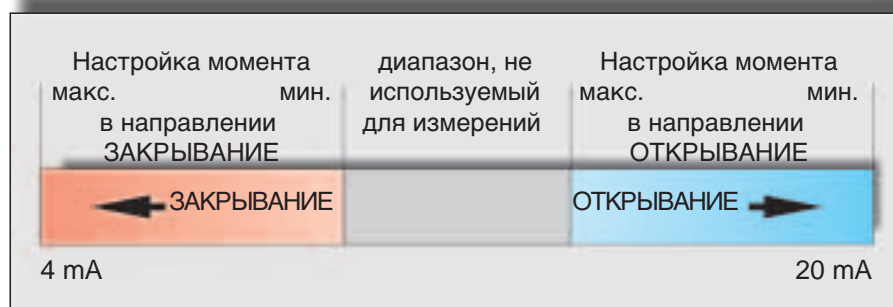 Настройка момента
макс. мин.
в направлении
ЗАКРЫВАНИЕ
диапазон, не
используемый
для измерений
Настройка момента
макс. мин.
в направлении
ОТКРЫВАНИЕ
ЗАКРЫВАНИЕ
ОТКРЫВАНИЕ
4 mA
20 mA